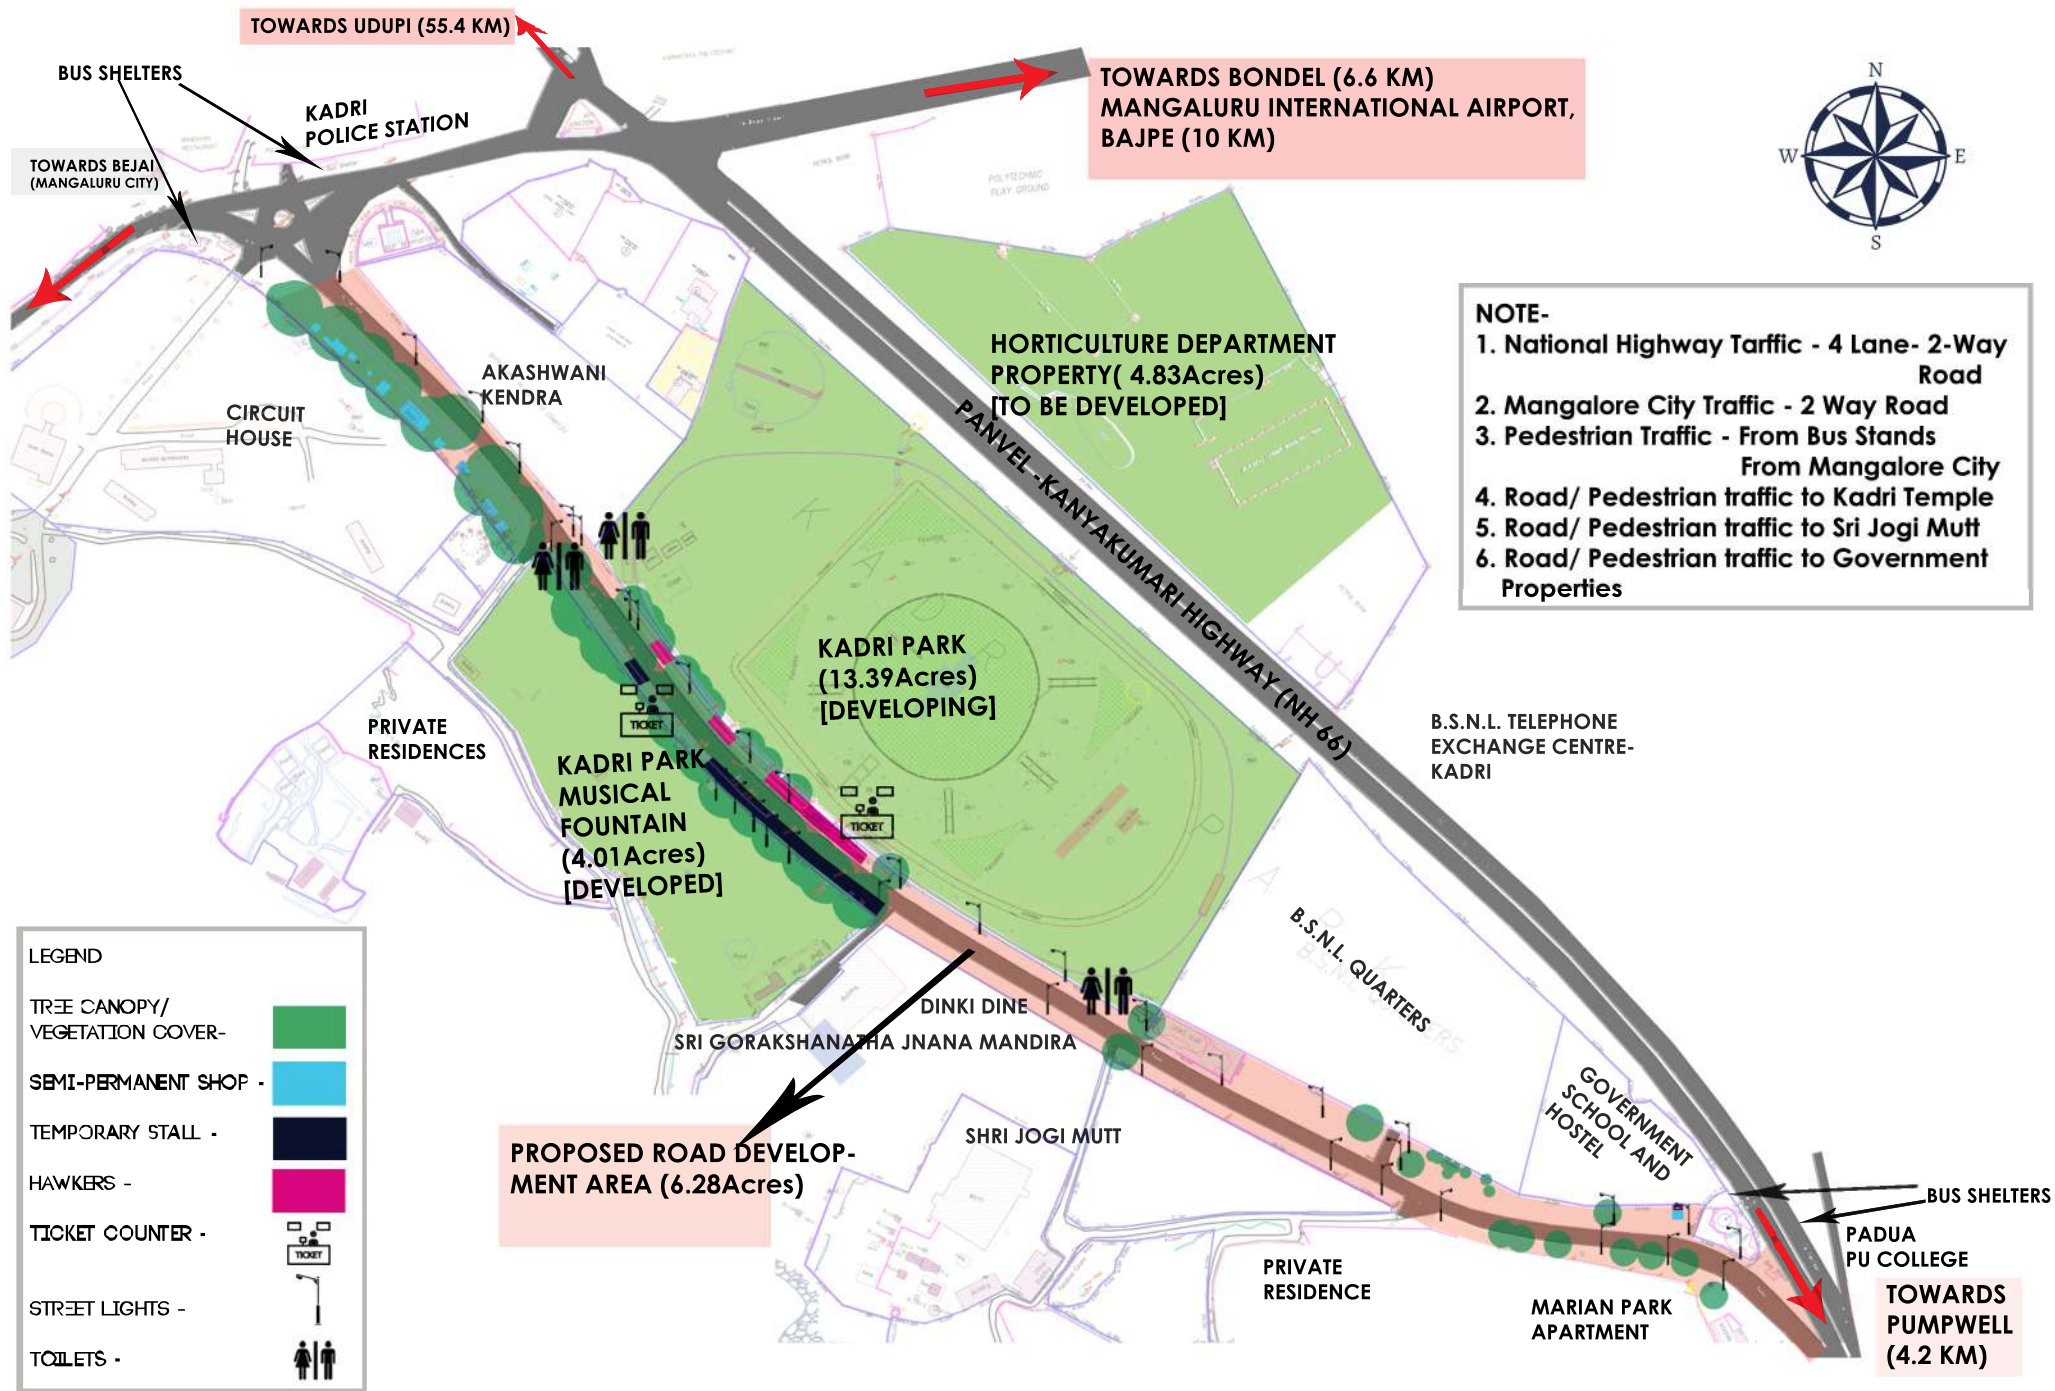 TOWARDS UDUPI (55.4 KM)
BUS SHELTERS
KADRI
POLICE STATION
TOWARDS BEJAI
(MANGALURU CITY)
TOWARDS BONDEL (6.6 KM)
MANGALURU INTERNATIONAL AIRPORT,
BAJPE (10 KM)
N
W
E
S
POLYTECHNIC
PLAY GROUND
NOTE-
1. National Highway Tarffic - 4 Lane- 2-Way
Road
2. Mangalore City Traffic - 2 Way Road
3. Pedestrian Traffic - From Bus Stands
From Mangalore City
4. Road/ Pedestrian traffic to Kadri Temple
5. Road/ Pedestrian traffic to Sri Jogi Mutt
6. Road/ Pedestrian traffic to Government
Properties
HORTICULTURE DEPARTMENT
PROPERTY( 4.83Acres)
[TO BE DEVELOPED]
PANVEL -KANYAKUMARI HIGHWAY (NH 66)
AKASHWANI
KENDRA
CIRCUIT
HOUSE
KADRI PARK
(13.39Acres)
[DEVELOPING]
PRIVATE
RESIDENCES
TICKET
KADRI PARK
MUSICAL
FOUNTAIN
(4.01Acres)
[DEVELOPED]
TICKET
B.S.N.L. TELEPHONE
EXCHANGE CENTRE-
KADRI
B.S.N.L. QUARTERS
DINKI DINE
SRI GORAKSHANATHA JNANA MANDIRA
PROPOSED ROAD DEVELOP-
MENT AREA (6.28Acres)
SHRI JOGI MUTT
GOVERNMENT
SCHOOL AND
HOSTEL
BUS SHELTERS
PADUA
PU COLLEGE
PRIVATE
RESIDENCE
MARIAN PARK
APARTMENT
TOWARDS
PUMPWELL
(4.2 KM)
LEGEND
TREE CANOPY/
VEGETATION COVER-
SEMI-PERMANENT SHOP -
TEMPORARY STALL -
HAWKERS -
TICKET COUNTER -
TICKET
STREET LIGHTS -
TOILETS -